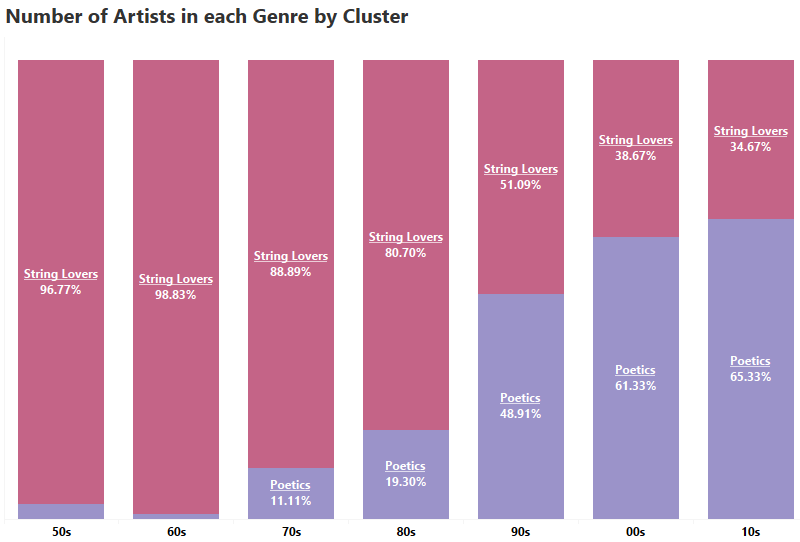 Number of Artists in each Genre by Cluster
String Lovers
96.77%
String Lovers
98.83%
String Lovers
88.89%
Poetics
11.11%
String Lovers
80.70%
Poetics
19.30%
String Lovers
51.09%
Poetics
48.91%
String Lovers
38.67%
Poetics
61.33%
String Lovers
34.67%
Poetics
65.33%
50s
60s
70s
80s
90s
00s
10s